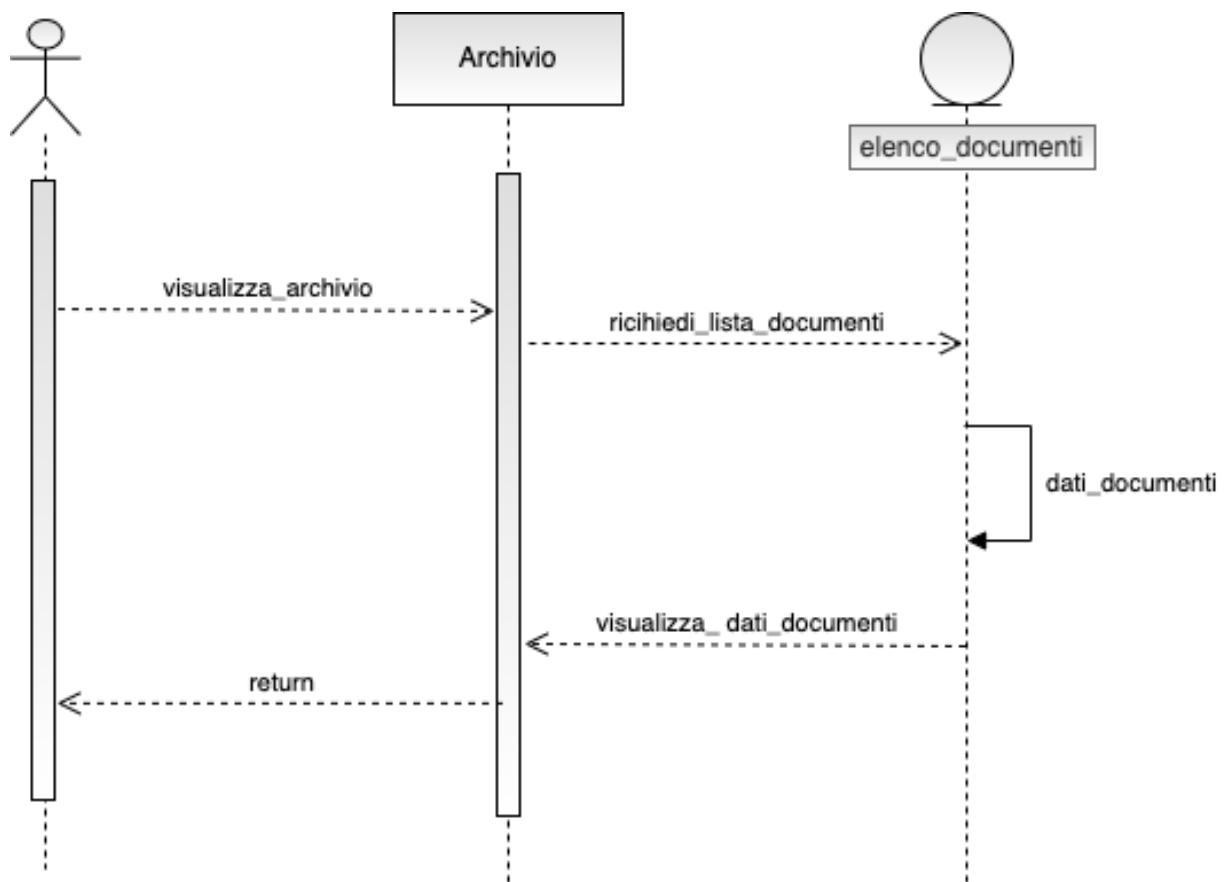 Archivio
elenco_documenti
visualizza_archivio
ricihiedi_lista_documenti
dati_documenti
visualizza_ dati_documenti
return